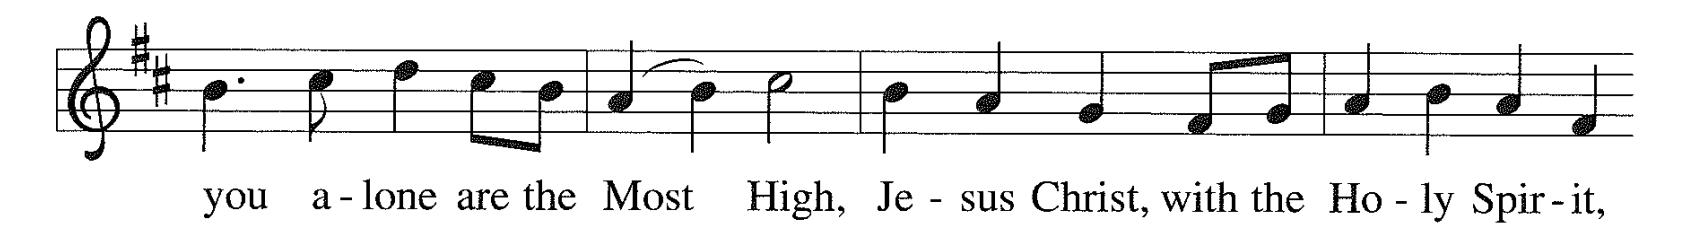 you a - lone are the Most High, Je - sus Christ, with the Ho - ly Spir - it,